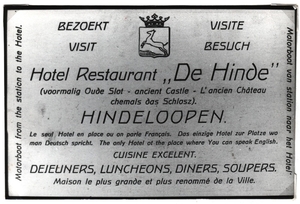 BEZOEKT VISITE
VISIT BESUCH
Hotel Restaurant „De Hinde"
(voormalig Oude Slot - ancient Castle - L'ancien Château
chemals das Schlosz).
HINDELOOPEN.
Le seul Hotel en place ou on parle Français. Das einzige Hotel zur Platze wo
man Deutsch spricht. The only Hotel at the place where You can speak English.
CUISINE EXCELENT.
DEJEUNERS, LUNCHEONS, DINERS, SOUPERS.
Maison le plus grande et plus renommé de la Ville.
Motorboat from the station to the Hotel.
Motorboot van station naar het Hotel